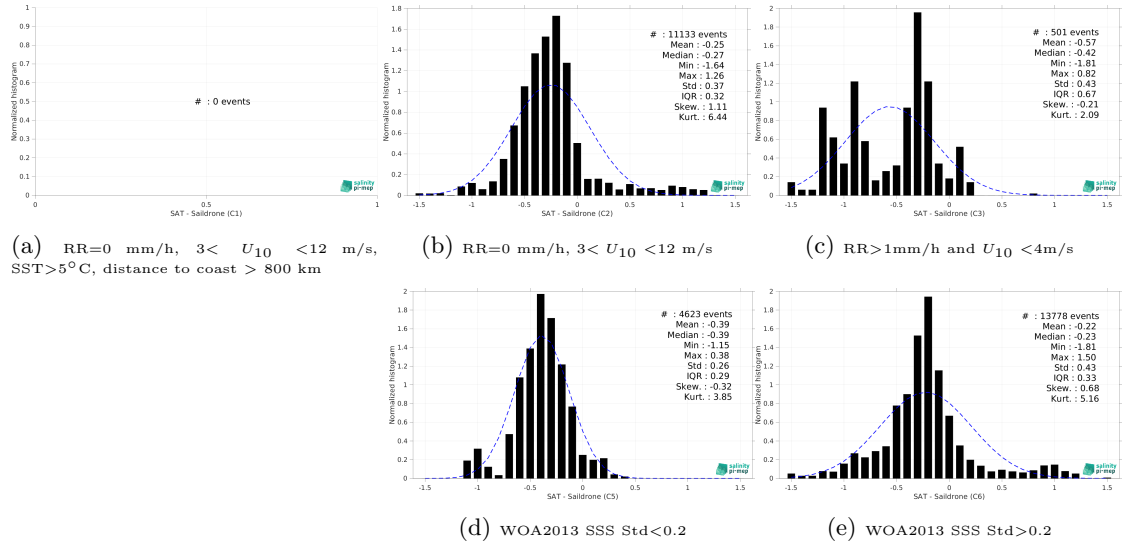 1
0.9
0.8
0.7
0.6
0.5
0.4
0.3
0.2
0.1
0
Normalized histogram
# : 0 events
0 0.5 1
SAT - Saildrone (C1)
salinity
pi-mep
(a) RR=0 mm/h, 3< U10 <12 m/s,
SST>5°C, distance to coast > 800 km
1.8
1.6
1.4
1.2
1
0.8
0.6
0.4
0.2
0
Normalized histogram
# : 11133 events
Mean : -0.25
Median : -0.27
Min : -1.64
Max : 1.26
Std : 0.37
IQR : 0.32
Skew. : 1.11
Kurt. : 6.44
-1.5 -1 -0.5 0 0.5 1 1.5
SAT - Saildrone (C2)
salinity
pi-mep
(b) RR=0 mm/h, 3< U10 <12 m/s
2
1.8
1.6
1.4
1.2
1
0.8
0.6
0.4
0.2
0
Normalized histogram
# : 501 events
Mean : -0.57
Median : -0.42
Min : -1.81
Max : 0.82
Std : 0.43
IQR : 0.67
Skew. : -0.21
Kurt. : 2.09
-1.5 -1 -0.5 0 0.5 1 1.5
SAT - Saildrone (C3)
salinity
pi-mep
(c) RR>1mm/h and U10 <4m/s
2
1.8
1.6
1.4
1.2
1
0.8
0.6
0.4
0.2
0
Normalized histogram
# : 4623 events
Mean : -0.39
Median : -0.39
Min : -1.15
Max : 0.38
Std : 0.26
IQR : 0.29
Skew. : -0.32
Kurt. : 3.85
-1.5 -1 -0.5 0 0.5 1 1.5
SAT - Saildrone (C5)
salinity
pi-mep
(d) WOA2013 SSS Std<0.2
2
1.8
1.6
1.4
1.2
1
0.8
0.6
0.4
0.2
0
Normalized histogram
# : 13778 events
Mean : -0.22
Median : -0.23
Min : -1.81
Max : 1.50
Std : 0.43
IQR : 0.33
Skew. : 0.68
Kurt. : 5.16
-1.5 -1 -0.5 0 0.5 1 1.5
SAT - Saildrone (C6)
salinity
pi-mep
(e) WOA2013 SSS Std>0.2